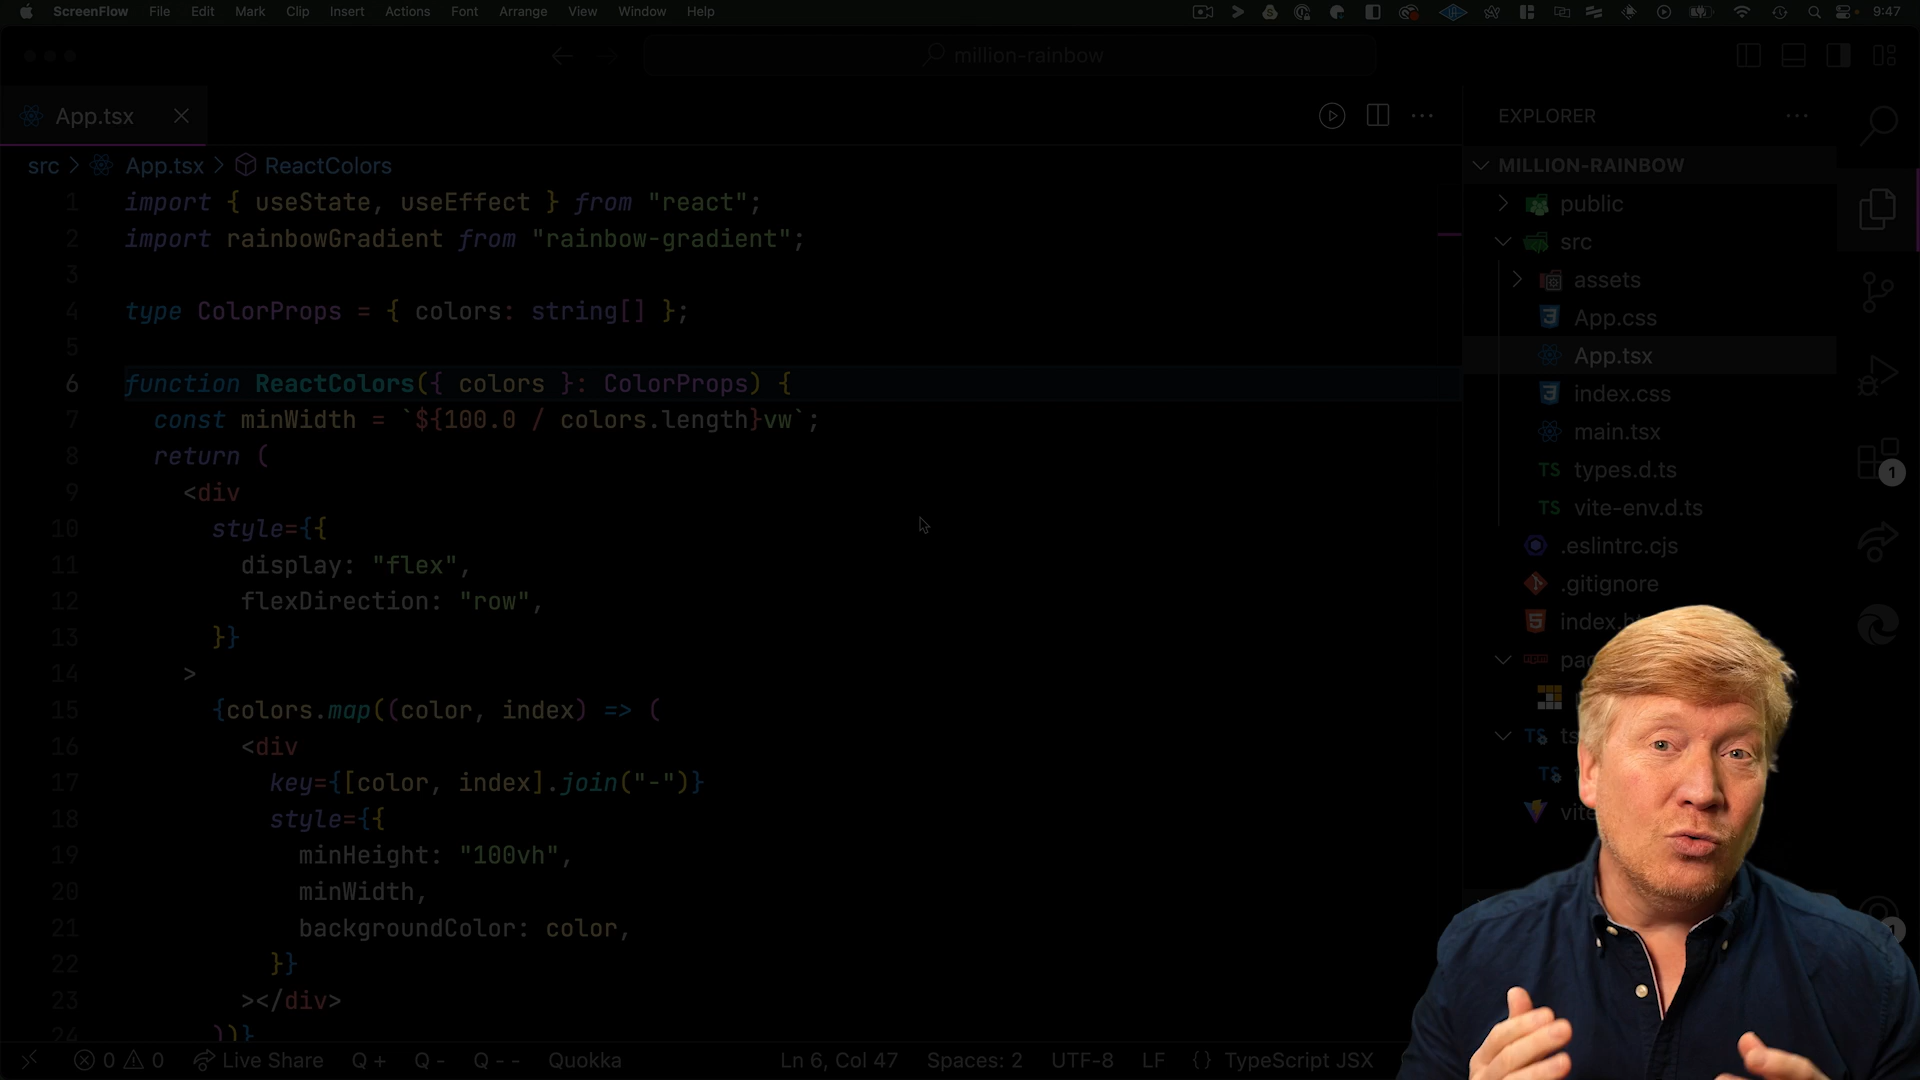 ScreenFlow File Edit Mark Clip Insert Actions Font Arrange View Window Help 9:47
million-rainbow
App.tsx
src > App.tsx > ReactColors
1 import { useState, useEffect } from "react";
2 import rainbowGradient from "rainbow-gradient";
3
4 type ColorProps = { colors: string[] };
5
6 function ReactColors({ colors }: ColorProps) {
7 const minWidth = `${100.0 / colors.length}vw`;
8 return (
9 <div
10 style={{
11 display: "flex",
12 flexDirection: "row",
13 }}
14 >
15 {colors.map((color, index) => (
16 <div
17 key={[color, index].join("-")}
18 style={{
19 minHeight: "100vh",
20 minWidth,
21 backgroundColor: color,
22 }}
23 ></div>
24 ))}
EXPLORER
MILLION-RAINBOW
public
src
assets
App.css
App.tsx
index.css
main.tsx
TS types.d.ts
TS vite-env.d.ts
.eslintrc.cjs
.gitignore
1
0 0 Live Share Q + Q - Q - - Quokka Ln 6, Col 47 Spaces: 2 UTF-8 LF {} TypeScript JSX